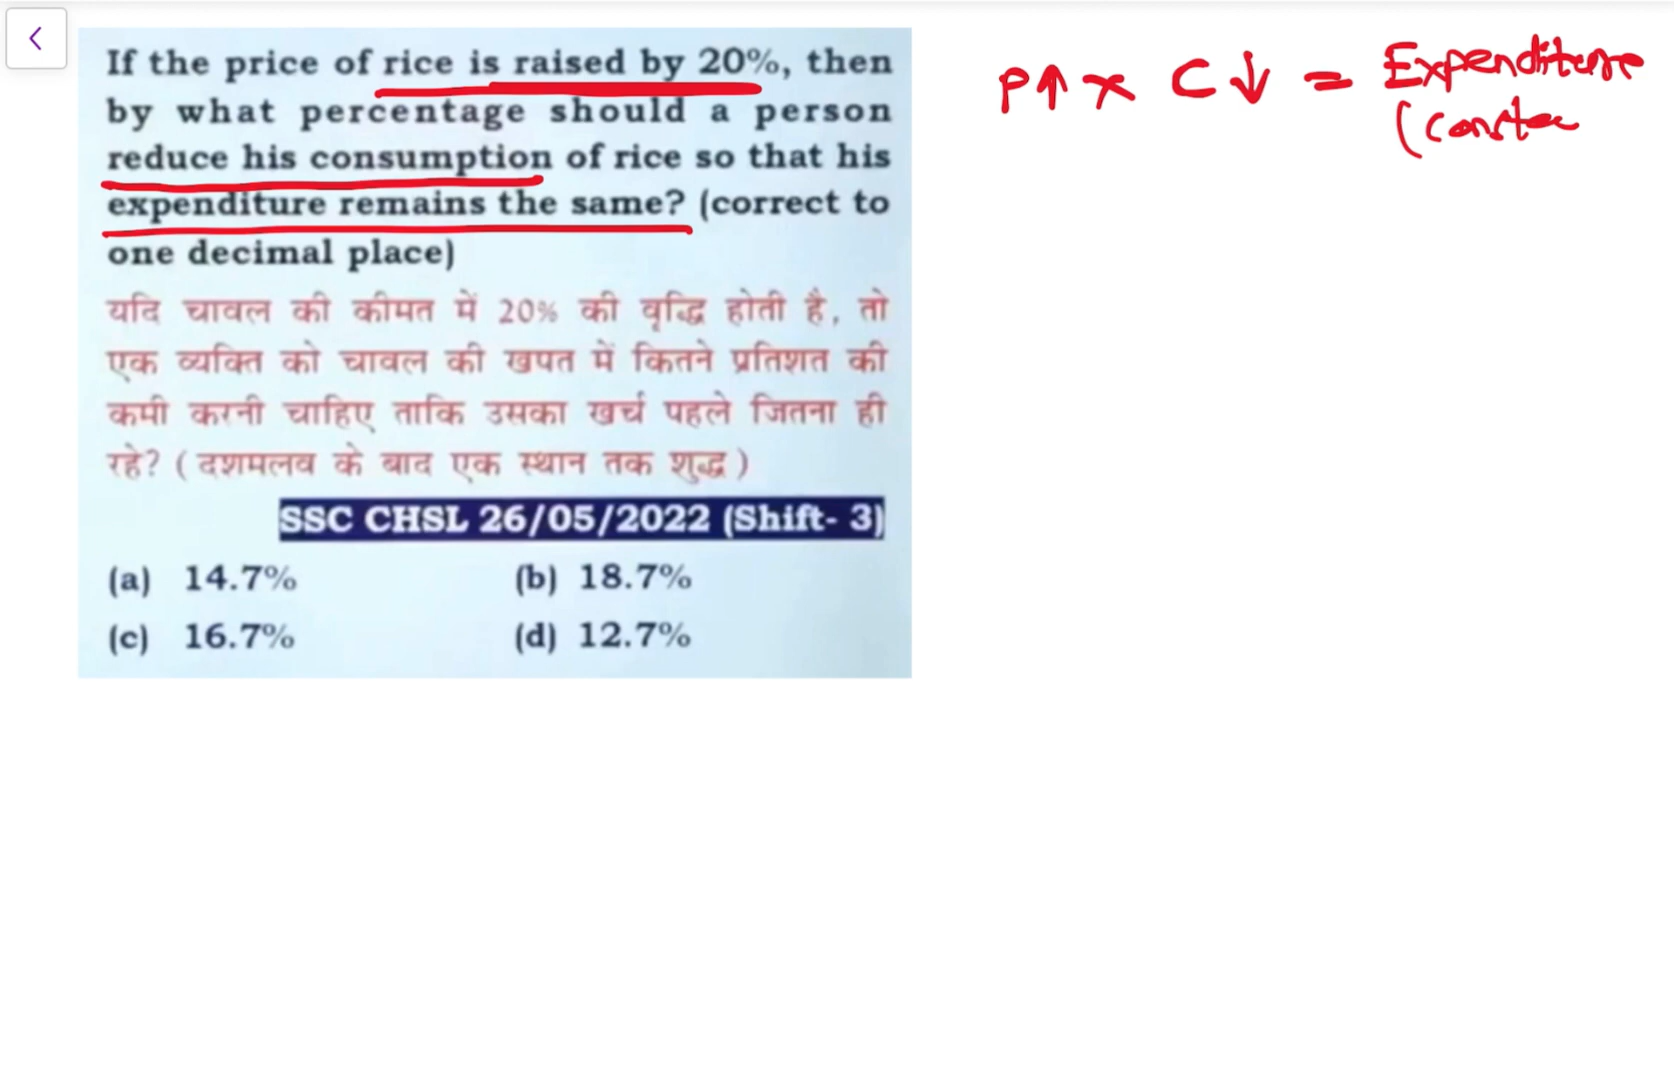 If the price of rice is raised by 20%, then
by what percentage should a person
reduce his consumption of rice so that his
expenditure remains the same? (correct to
one decimal place)
यदि चावल की कीमत में 20% की वृद्धि होती है, तो
एक व्यक्ति को चावल की खपत में कितने प्रतिशत की
कमी करनी चाहिए ताकि उसका खर्च पहले जितना ही
रहे? (दशमलव के बाद एक स्थान तक शुद्ध)
SSC CHSL 26/05/2022 (Shift- 3)
(a) 14.7% (b) 18.7%
(c) 16.7% (d) 12.7%
P↑ × C↓ = Expenditure
(consta